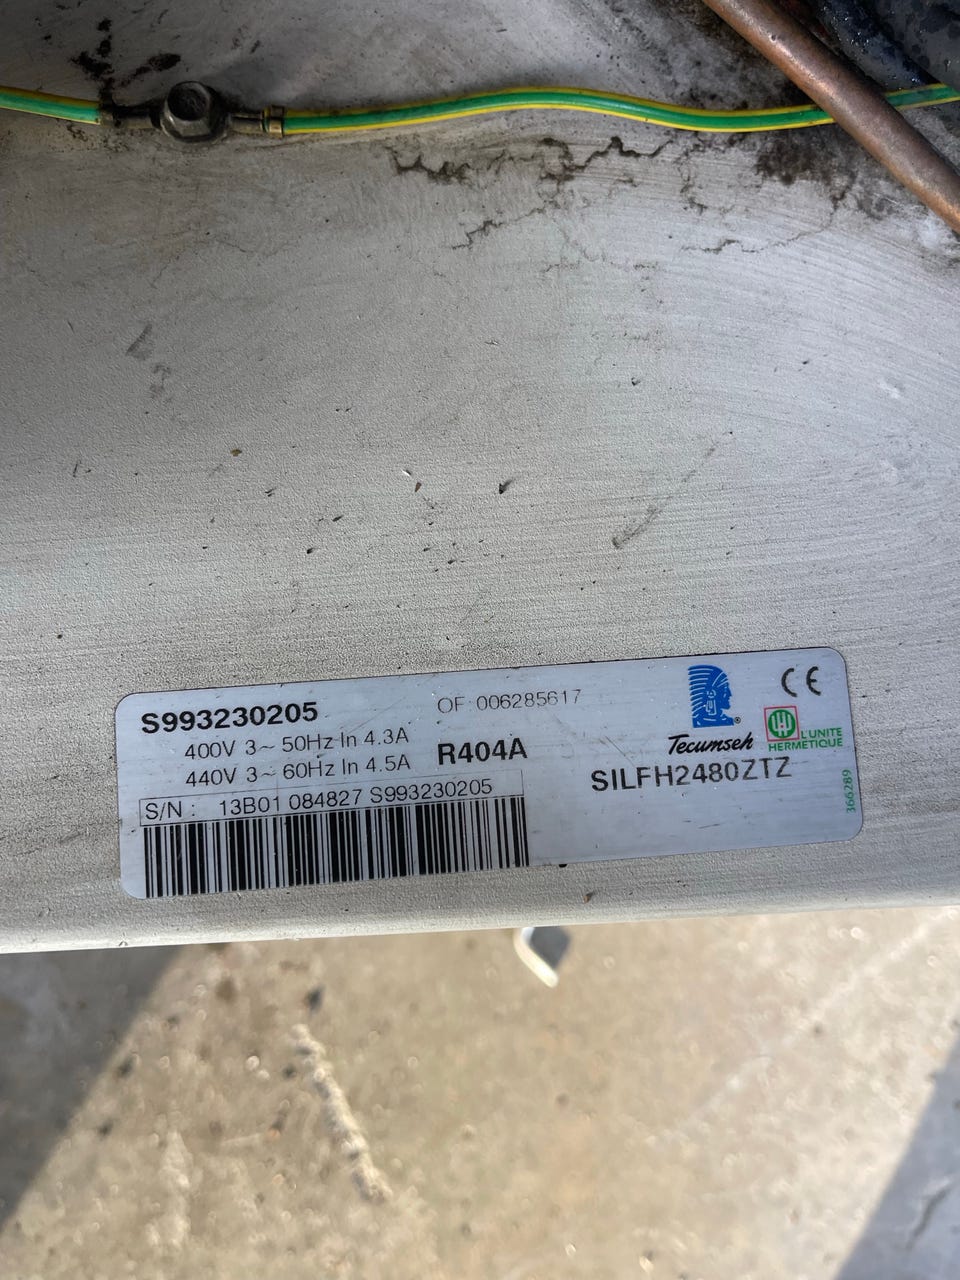 S993230205
OF 006285617
400V 3~ 50Hz In 4.3A
440V 3~ 60Hz In 4.5A
R404A
S/N : 13B01 084827 S993230205
CE
Tecumseh ®
L'UNITE
HERMETIQUE
SILFH2480ZTZ
366289